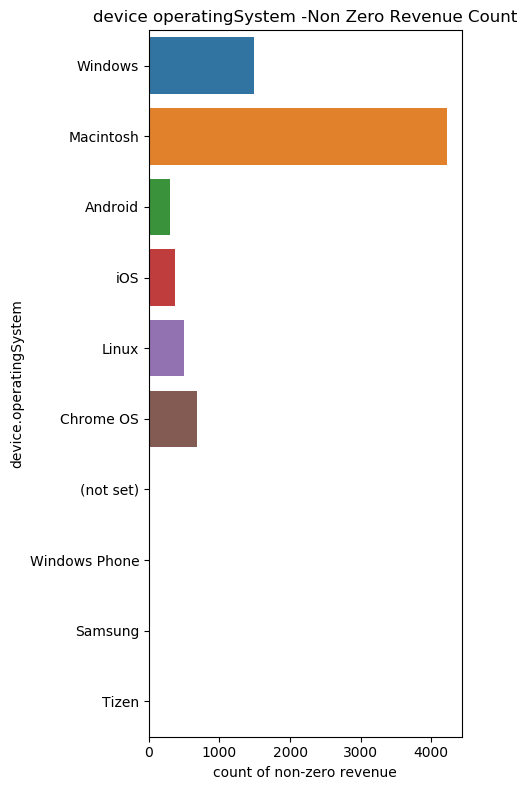 device operatingSystem -Non Zero Revenue Count
Windows
Macintosh
Android
iOS
Linux
Chrome OS
(not set)
Windows Phone
Samsung
Tizen
device.operatingSystem
0 1000 2000 3000 4000
count of non-zero revenue